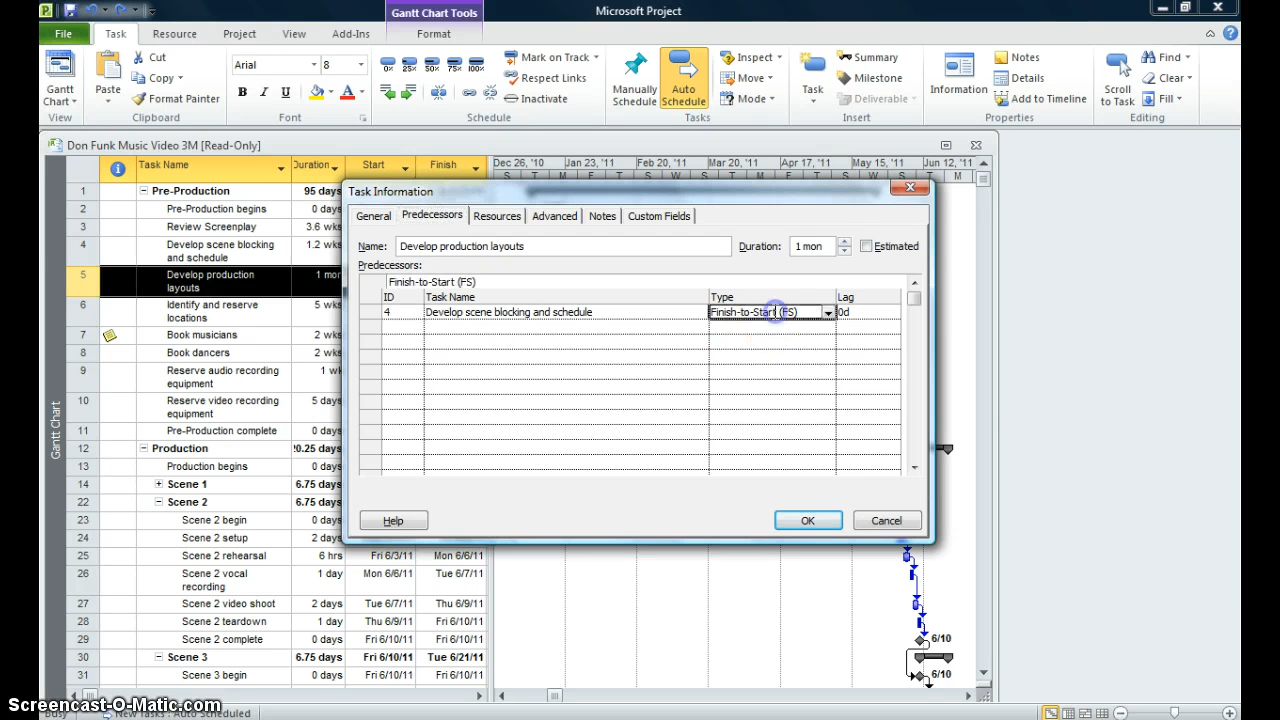 Gantt Chart Tools
Microsoft Project
File Task Resource Project View Add-Ins Format
Gantt Chart
View
Paste
Cut
Copy
Format Painter
Clipboard
Arial 8
B I U A
Font
0% 25% 50% 75% 100%
Mark on Track
Respect Links
Inactivate
Schedule
Manually Schedule
Auto Schedule
Inspect
Move
Mode
Tasks
Task
Summary
Milestone
Deliverable
Insert
Information
Notes
Details
Add to Timeline
Properties
Scroll to Task
Find
Clear
Fill
Editing
Don Funk Music Video 3M [Read-Only]
Task Name Duration Start Finish
Dec 26, '10 Jan 23, '11 Feb 20, '11 Mar 20, '11 Apr 17, '11 May 15, '11 Jun 12, '11
S T W T F S S M
Gantt Chart
1 Pre-Production 95 days
2 Pre-Production begins 0 days
3 Review Screenplay 3.6 wks
4 Develop scene blocking and schedule 1.2 wks
5 Develop production layouts 1 mon
6 Identify and reserve locations 5 wks
7 Book musicians 2 wks
8 Book dancers 2 wks
9 Reserve audio recording equipment 1 wk
10 Reserve video recording equipment 5 days
11 Pre-Production complete 0 days
12 Production 20.25 days
13 Production begins 0 days
14 Scene 1 6.75 days
22 Scene 2 6.75 days
23 Scene 2 begin 0 days
24 Scene 2 setup 2 days
25 Scene 2 rehearsal 6 hrs Fri 6/3/11 Mon 6/6/11
26 Scene 2 vocal recording 1 day Mon 6/6/11 Tue 6/7/11
27 Scene 2 video shoot 2 days Tue 6/7/11 Thu 6/9/11
28 Scene 2 teardown 1 day Thu 6/9/11 Fri 6/10/11
29 Scene 2 complete 0 days Fri 6/10/11 Fri 6/10/11 6/10
30 Scene 3 6.75 days Fri 6/10/11 Tue 6/21/11
31 Scene 3 begin 0 days Fri 6/10/11 Fri 6/10/11 6/10
Task Information
General Predecessors Resources Advanced Notes Custom Fields
Name: Develop production layouts Duration: 1 mon Estimated
Predecessors:
Finish-to-Start (FS)
ID Task Name Type Lag
4 Develop scene blocking and schedule Finish-to-Start (FS) 0d
Help OK Cancel
Screencast-O-Matic.com
Busy New Tasks : Auto Scheduled